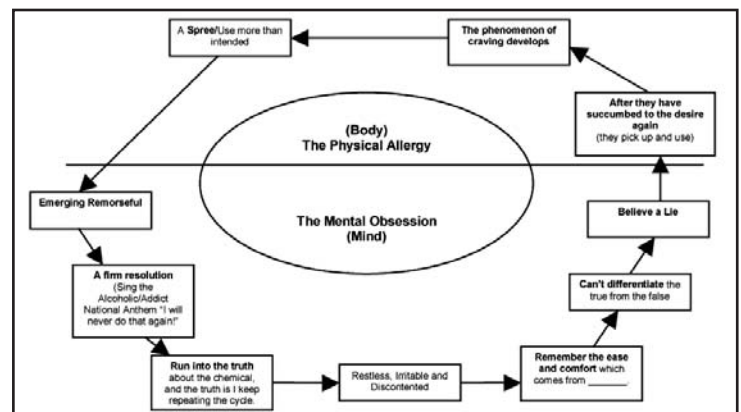 A Spree/Use more than
intended
The phenomenon of
craving develops
After they have
succumbed to the desire
again
(they pick up and use)
(Body)
The Physical Allergy
The Mental Obsession
(Mind)
Emerging Remorseful
Believe a Lie
A firm resolution
(Sing the
Alcoholic/Addict
National Anthem "I will
never do that again!"
Can't differentiate the
true from the false
Run into the truth
about the chemical,
and the truth is I keep
repeating the cycle.
Restless, Irritable and
Discontented
Remember the ease
and comfort which
comes from _______.